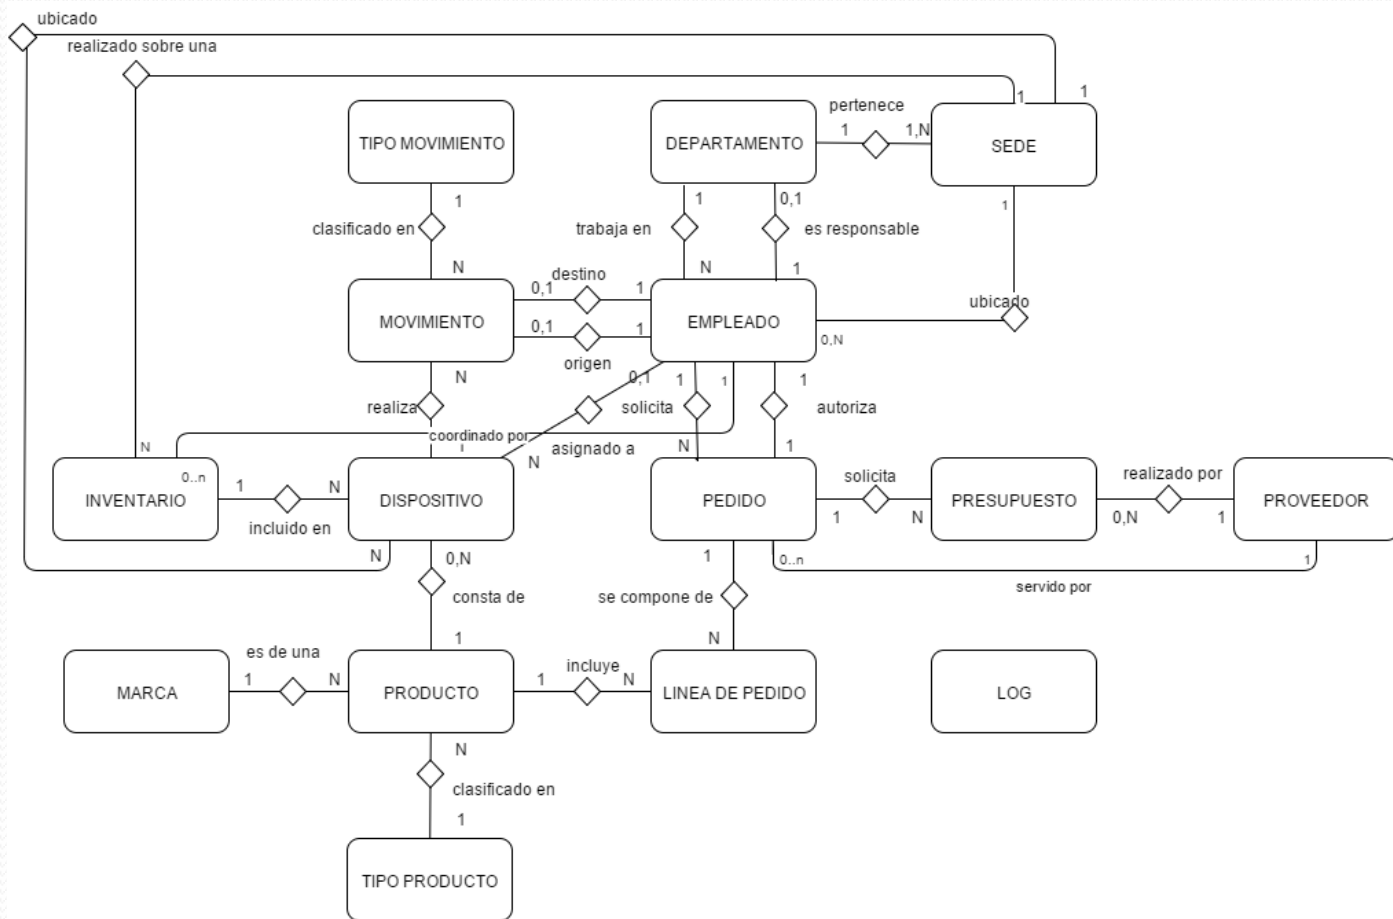 ubicado
realizado sobre una
1
1
pertenece
1
1,N
TIPO MOVIMIENTO
DEPARTAMENTO
SEDE
1
1
0,1
1
clasificado en
trabaja en
es responsable
N
N
1
destino
0,1
1
ubicado
MOVIMIENTO
EMPLEADO
0,1
1
0,N
origen
N
0,1
1
1
1
realiza
solicita
autoriza
coordinado por
N
1
asignado a
N
N
1
0..n
solicita
realizado por
INVENTARIO
1
N
DISPOSITIVO
PEDIDO
PRESUPUESTO
PROVEEDOR
incluido en
1
N
0,N
1
N
0,N
1
0..n
1
consta de
se compone de
servido por
1
N
es de una
incluye
1
N
1
N
MARCA
PRODUCTO
LINEA DE PEDIDO
LOG
N
clasificado en
1
TIPO PRODUCTO